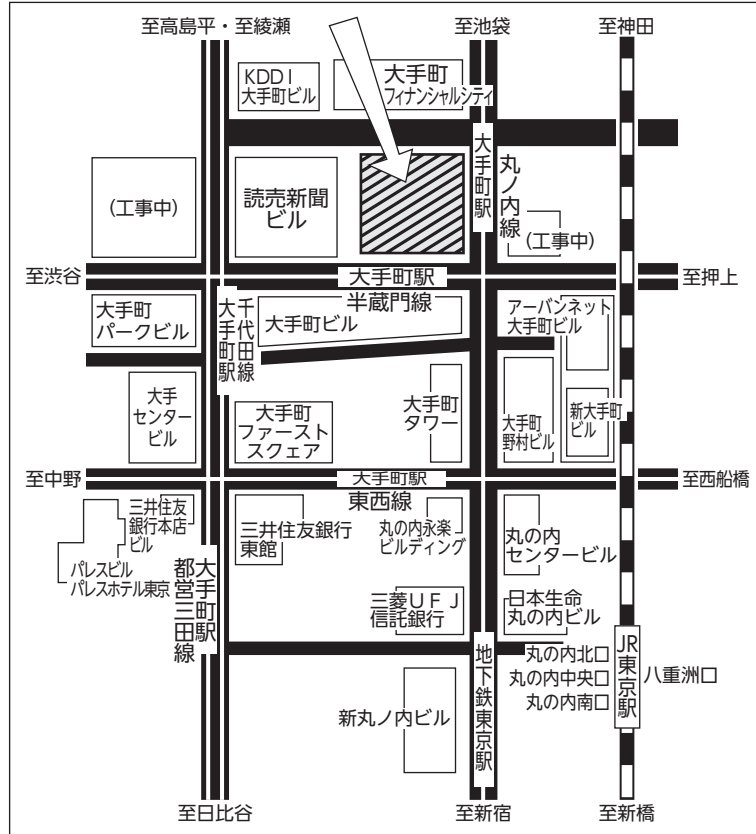 至高島平・至綾瀬
至池袋
至神田
KDDI
大手町ビル
大手町
フィナンシャルシティ
大手町駅
丸ノ内線
(工事中)
読売新聞
ビル
(工事中)
至渋谷
大手町駅
至押上
半蔵門線
大手町
パークビル
千代田線
大手町駅
大手町ビル
アーバンネット
大手町ビル
大手
センター
ビル
大手町
ファースト
スクェア
大手町
タワー
大手町
野村ビル
新大手町
ビル
至中野
大手町駅
至西船橋
東西線
三井住友
銀行本店
ビル
三井住友銀行
東館
丸の内永楽
ビルディング
丸の内
センタービル
パレスビル
パレスホテル東京
大手町駅
都営三田線
三菱UFJ
信託銀行
日本生命
丸の内ビル
地下鉄東京駅
丸の内北口
丸の内中央口
丸の内南口
JR東京駅
八重洲口
新丸ノ内ビル
至日比谷
至新宿
至新橋